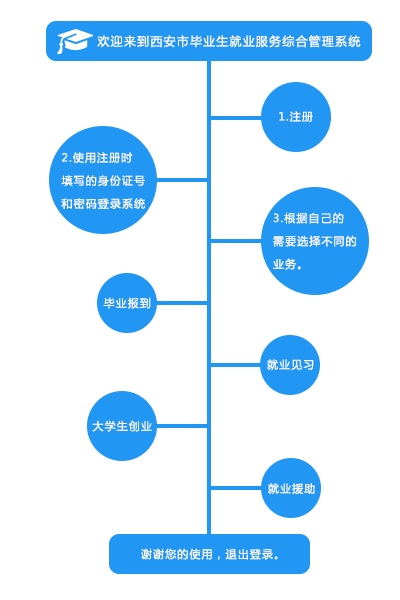 欢迎来到西安市毕业生就业服务综合管理系统
1.注册
2.使用注册时
填写的身份证号
和密码登录系统
3.根据自己的
需要选择不同的
业务。
毕业报到
就业见习
大学生创业
就业援助
谢谢您的使用，退出登录。